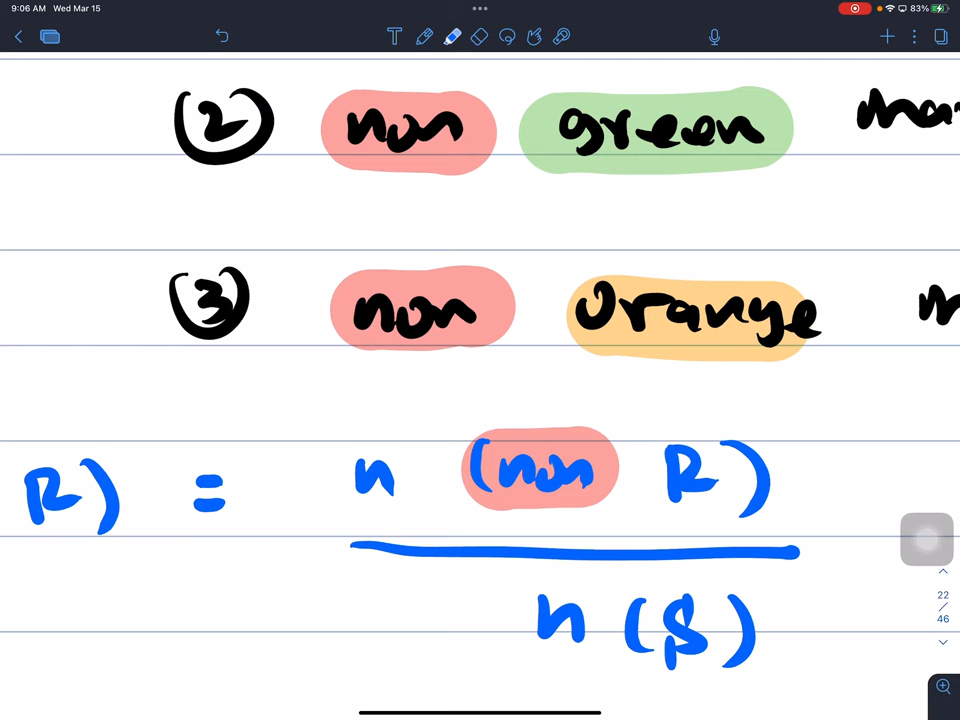 9:06 AM Wed Mar 15
83%
(2) non green
(3) non orange
R) = n (non R)
n (S)
22
/
46